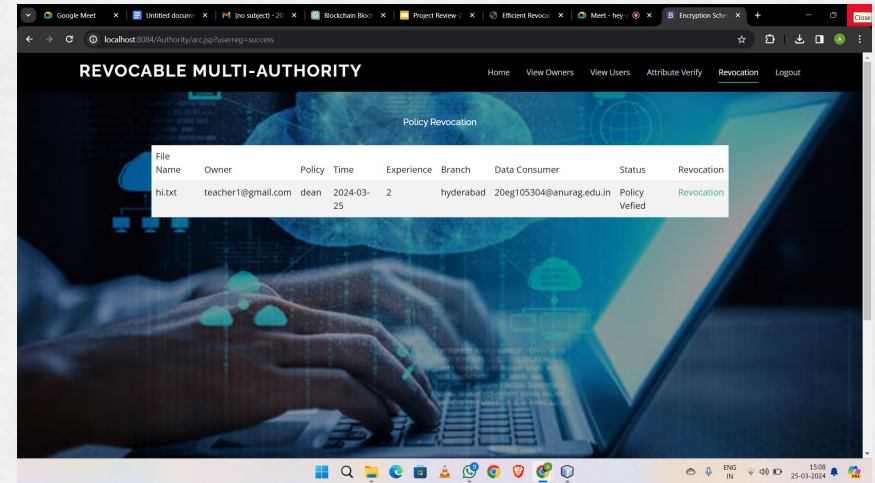 Google Meet
Untitled docume
(no subject) - 20
Blockchain Block
Project Review-2
Efficient Revocal
Meet - hey-
Encryption Sche
Close
localhost:8084/Authority/arc.jsp?userreg=success
REVOCABLE MULTI-AUTHORITY
Home View Owners View Users Attribute Verify Revocation Logout
Policy Revocation
File
Name Owner Policy Time Experience Branch Data Consumer Status Revocation
hi.txt teacher1@gmail.com dean 2024-03- 2 hyderabad 20eg105304@anurag.edu.in Policy Revocation
25 Vefied
ENG 15:08
IN 25-03-2024